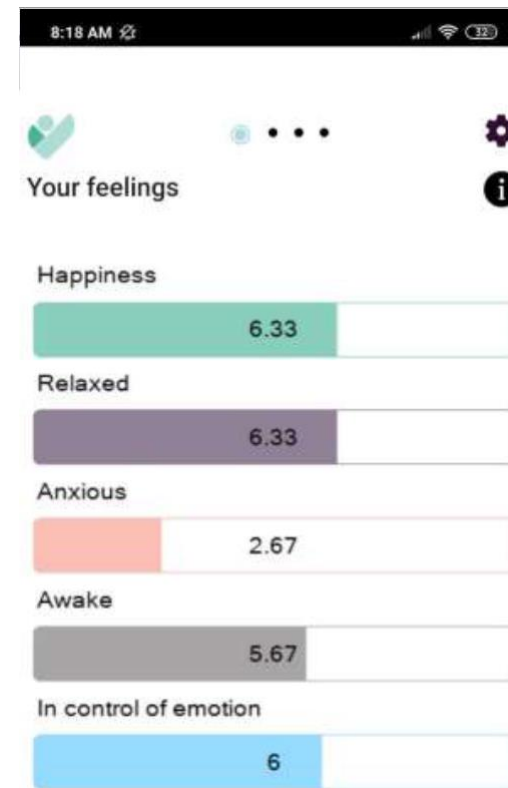 8:18 AM 32
Your feelings
i
Happiness
6.33
Relaxed
6.33
Anxious
2.67
Awake
5.67
In control of emotion
6